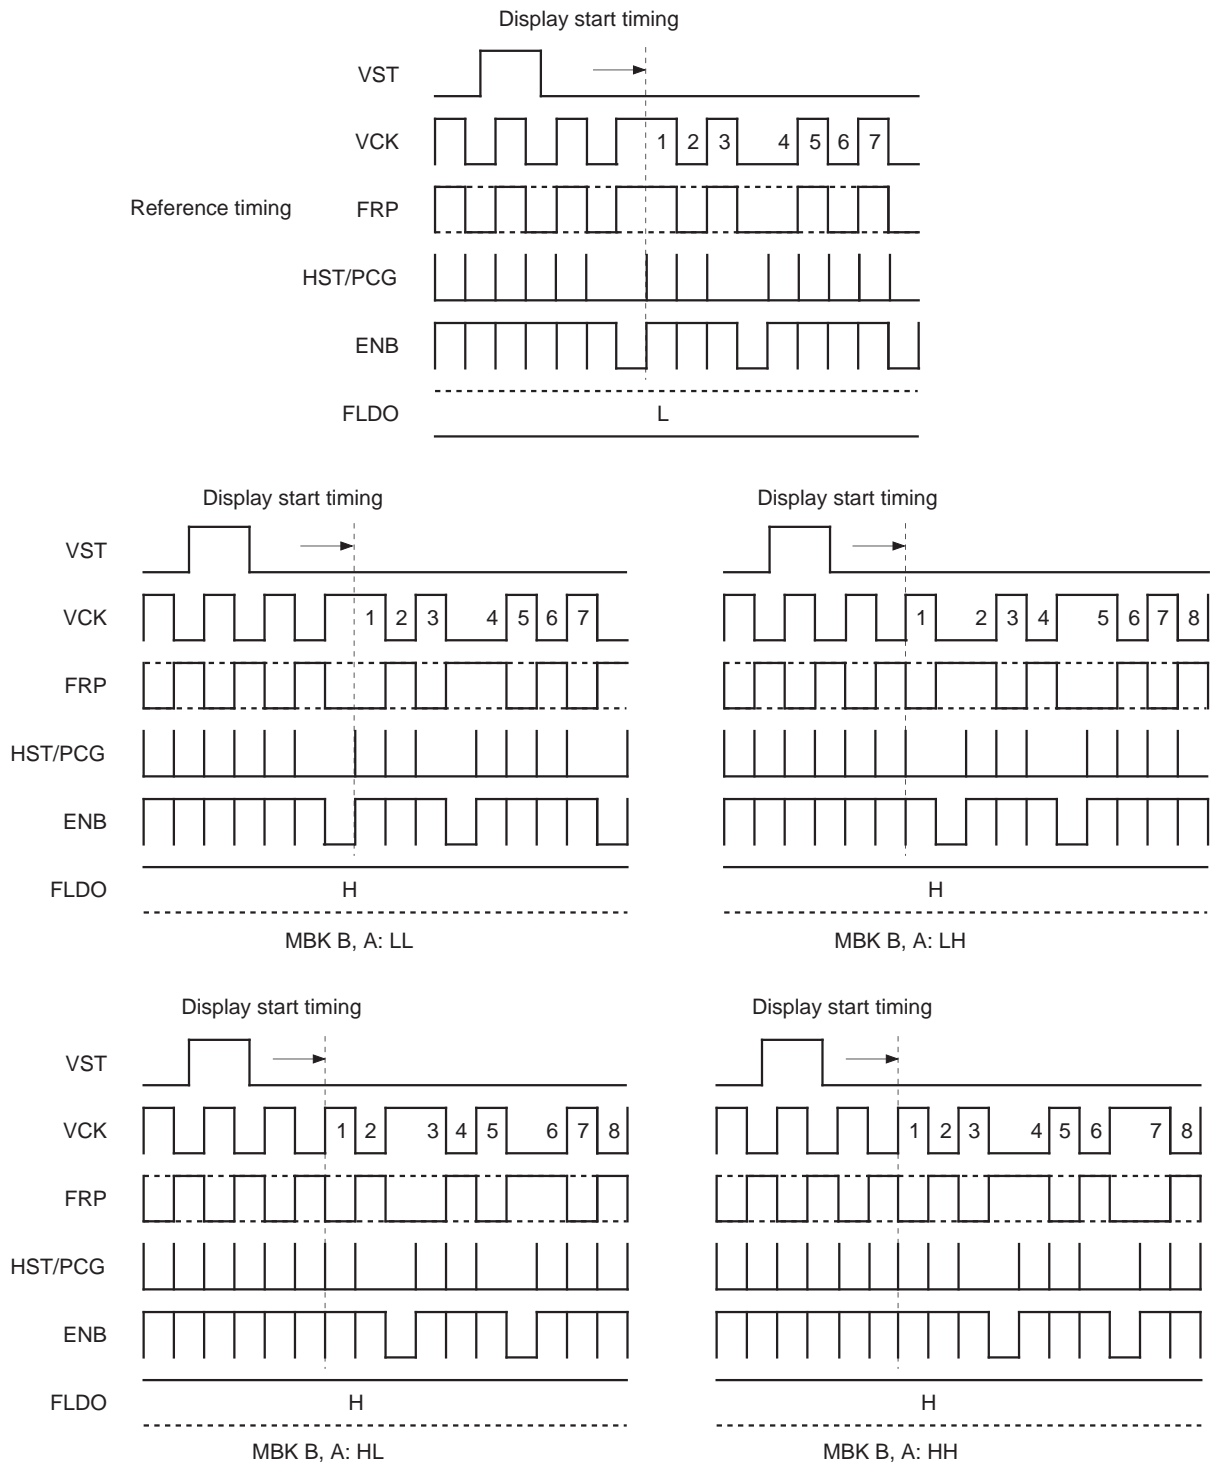 Display start timing
VST
VCK 1 2 3 4 5 6 7
Reference timing FRP
HST/PCG
ENB
FLDO L
Display start timing Display start timing
VST
VCK 1 2 3 4 5 6 7 1 2 3 4 5 6 7 8
FRP
HST/PCG
ENB
FLDO H H
MBK B, A: LL MBK B, A: LH
Display start timing Display start timing
VST
VCK 1 2 3 4 5 6 7 8 1 2 3 4 5 6 7 8
FRP
HST/PCG
ENB
FLDO H H
MBK B, A: HL MBK B, A: HH